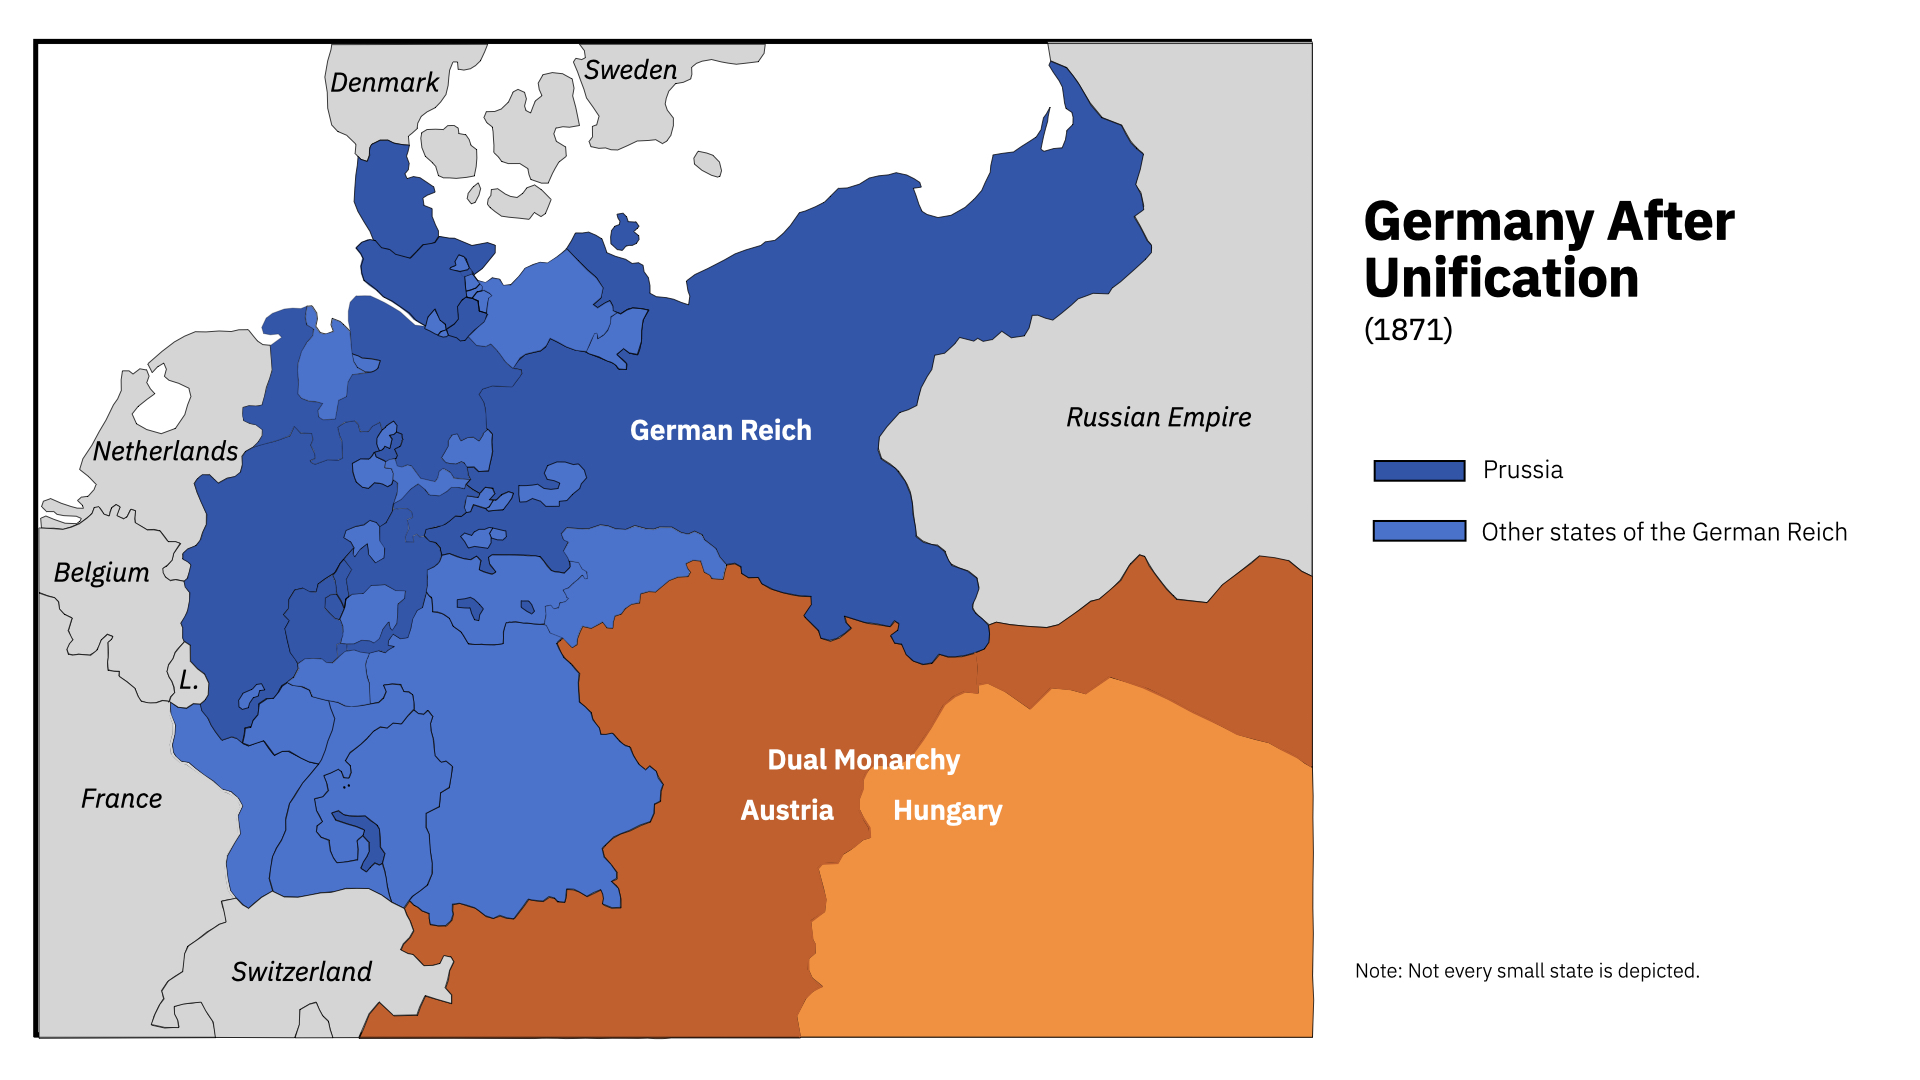 Denmark
Sweden
Germany After
Unification
(1871)
Russian Empire
German Reich
Netherlands
Prussia
Other states of the German Reich
Belgium
L.
Dual Monarchy
France
Austria
Hungary
Switzerland
Note: Not every small state is depicted.